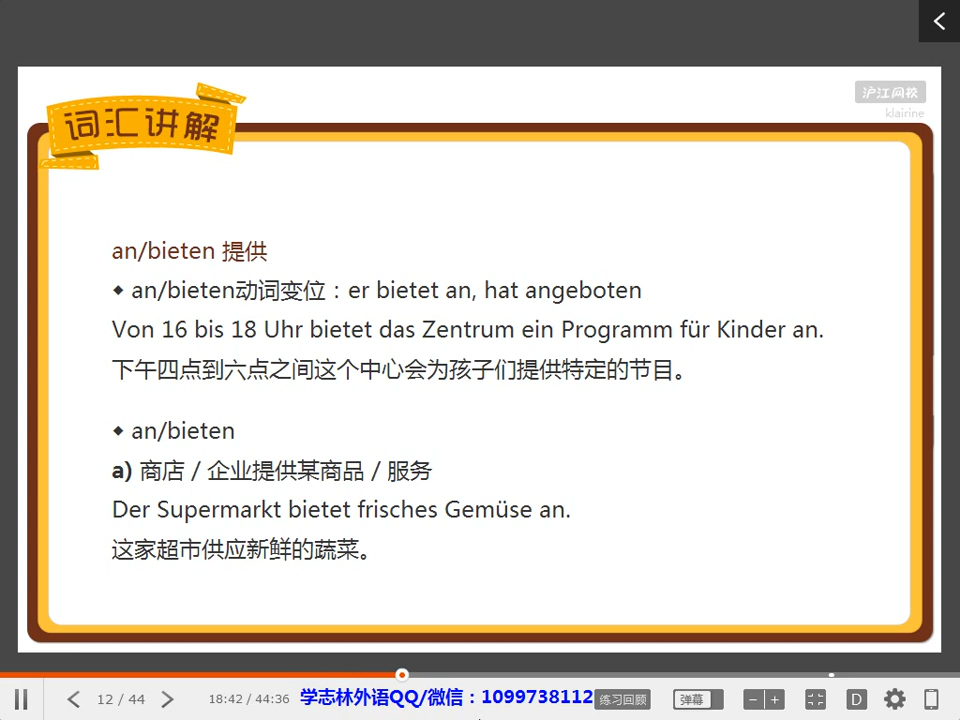 沪江网校
klairine
词汇讲解
an/bieten 提供
◆ an/bieten动词变位：er bietet an, hat angeboten
Von 16 bis 18 Uhr bietet das Zentrum ein Programm für Kinder an.
下午四点到六点之间这个中心会为孩子们提供特定的节目。
◆ an/bieten
a) 商店 / 企业提供某商品 / 服务
Der Supermarkt bietet frisches Gemüse an.
这家超市供应新鲜的蔬菜。
12 / 44 18:42 / 44:36 学志林外语QQ/微信：1099738112 练习回顾 弹幕 D